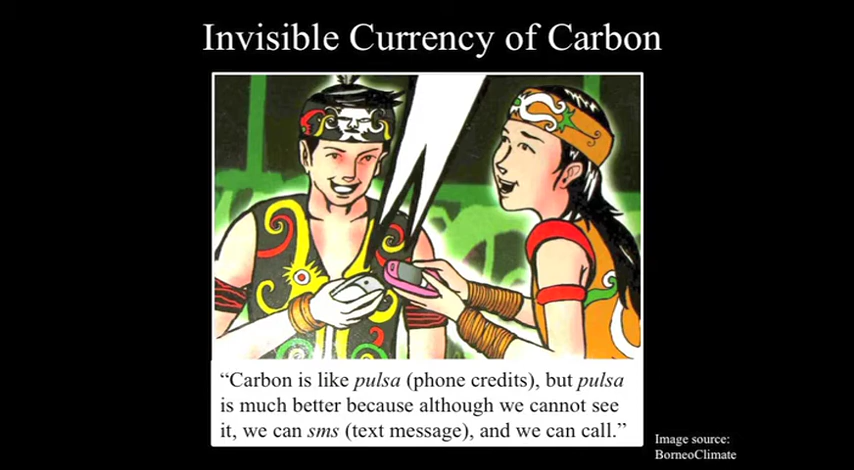 Invisible Currency of Carbon
“Carbon is like pulsa (phone credits), but pulsa
is much better because although we cannot see
it, we can sms (text message), and we can call.”
Image source:
BorneoClimate